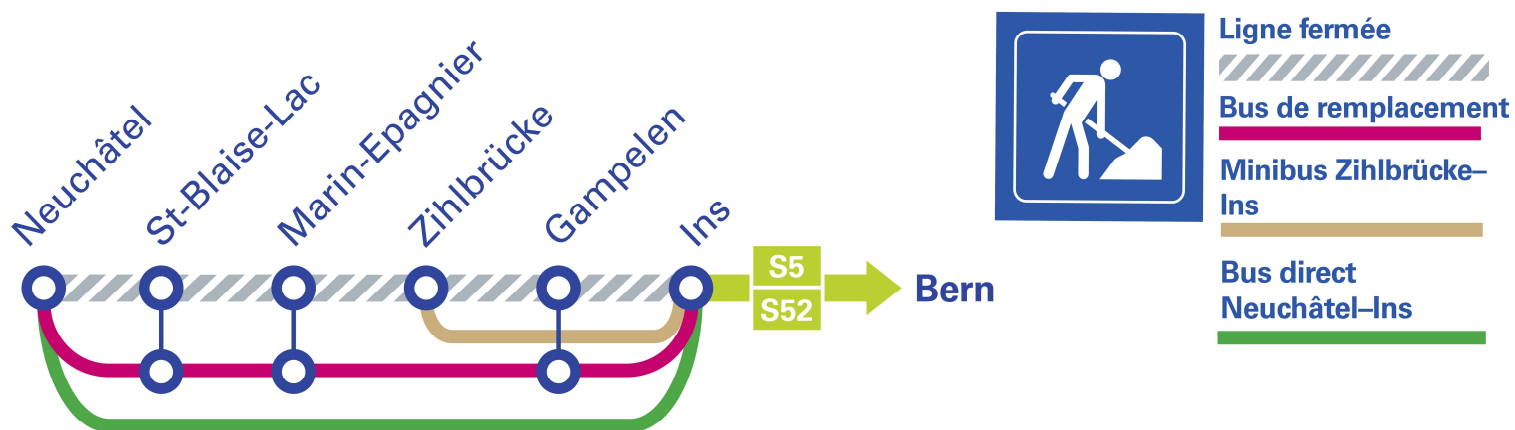 Neuchâtel
St-Blaise-Lac
Marin-Epagnier
Zihlbrücke
Gampelen
Ins
S5
S52
Bern
Ligne fermée
Bus de remplacement
Minibus Zihlbrücke–
Ins
Bus direct
Neuchâtel–Ins